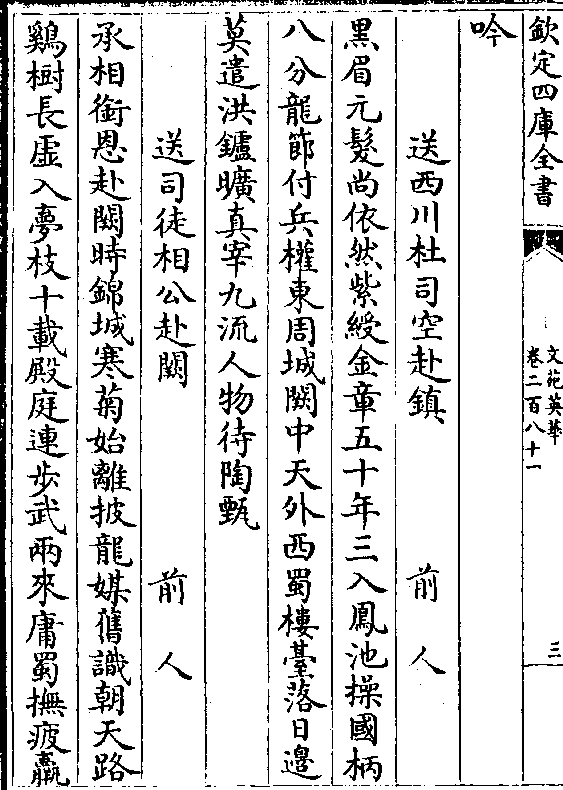 欽定四庫全書
文苑英華
卷二百八十一
三
吟
送西川杜司空赴鎮 前人
黑眉元髮尚依然紫綬金章五十年三入鳳池操國柄
八分龍節付兵權東周城闕中天外西蜀樓臺落日邊
莫遣洪鑪曠真宰九流人物待陶甄
送司徒相公赴闕 前人
承相銜恩赴闕時錦城寒菊始離披龍媒舊識朝天路
鷄樹長虛入夢枝十載殿庭連步武兩來庸蜀撫疲羸